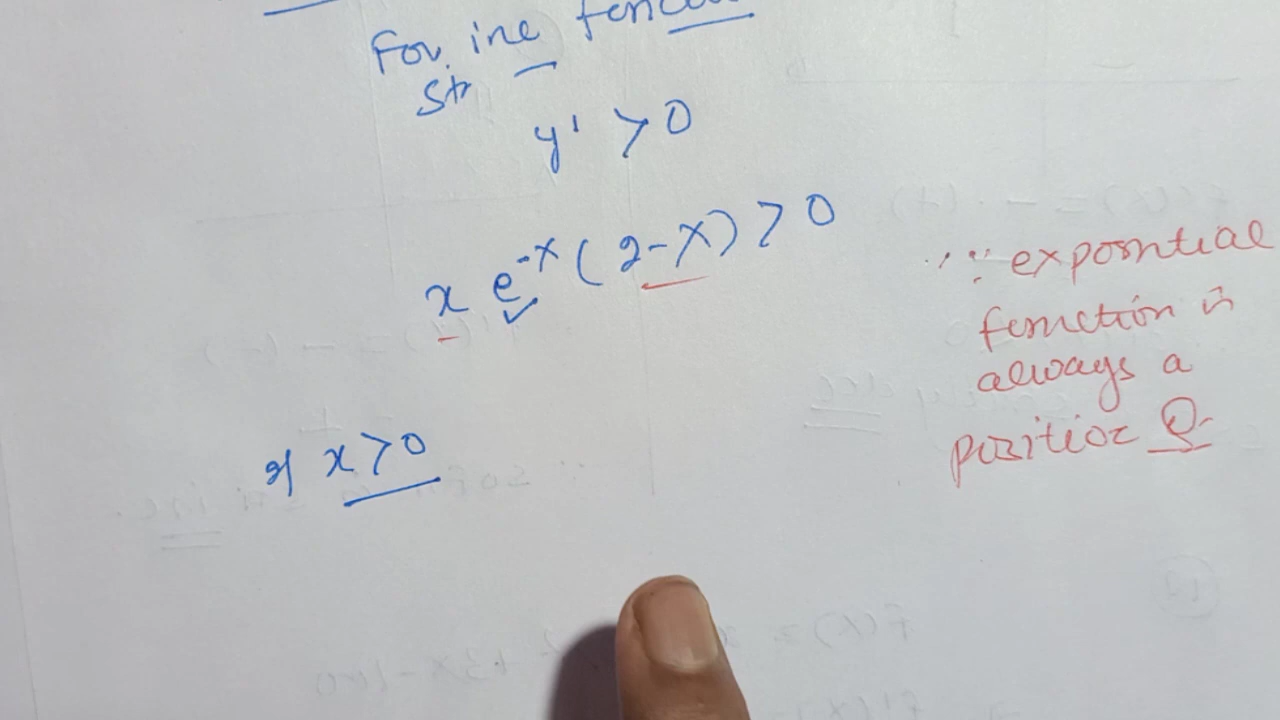 For inc
Str
y' > 0
x e^-x (2-x) > 0
∵ exponential
function is
always a
positive
if x > 0